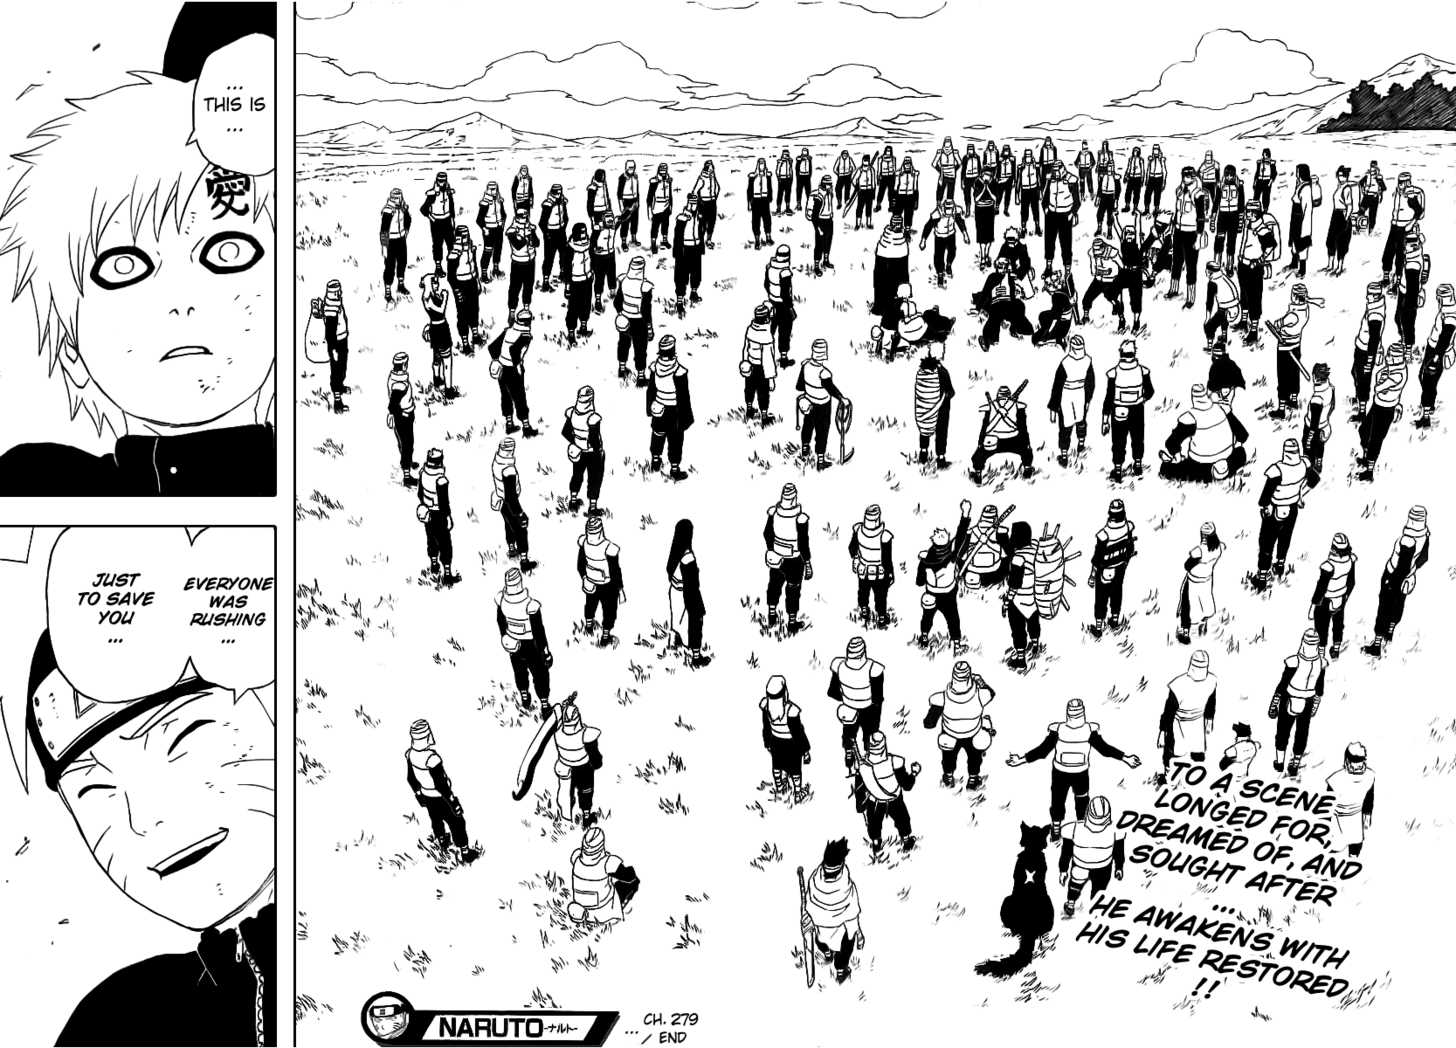 ...
THIS IS
...
愛
EVERYONE
WAS
RUSHING
...
JUST
TO SAVE
YOU
...
TO A SCENE
LONGED FOR,
DREAMED OF, AND
SOUGHT AFTER
...
HE AWAKENS WITH
HIS LIFE RESTORED
!!
NARUTO -ナルト-
... CH. 279
/ END